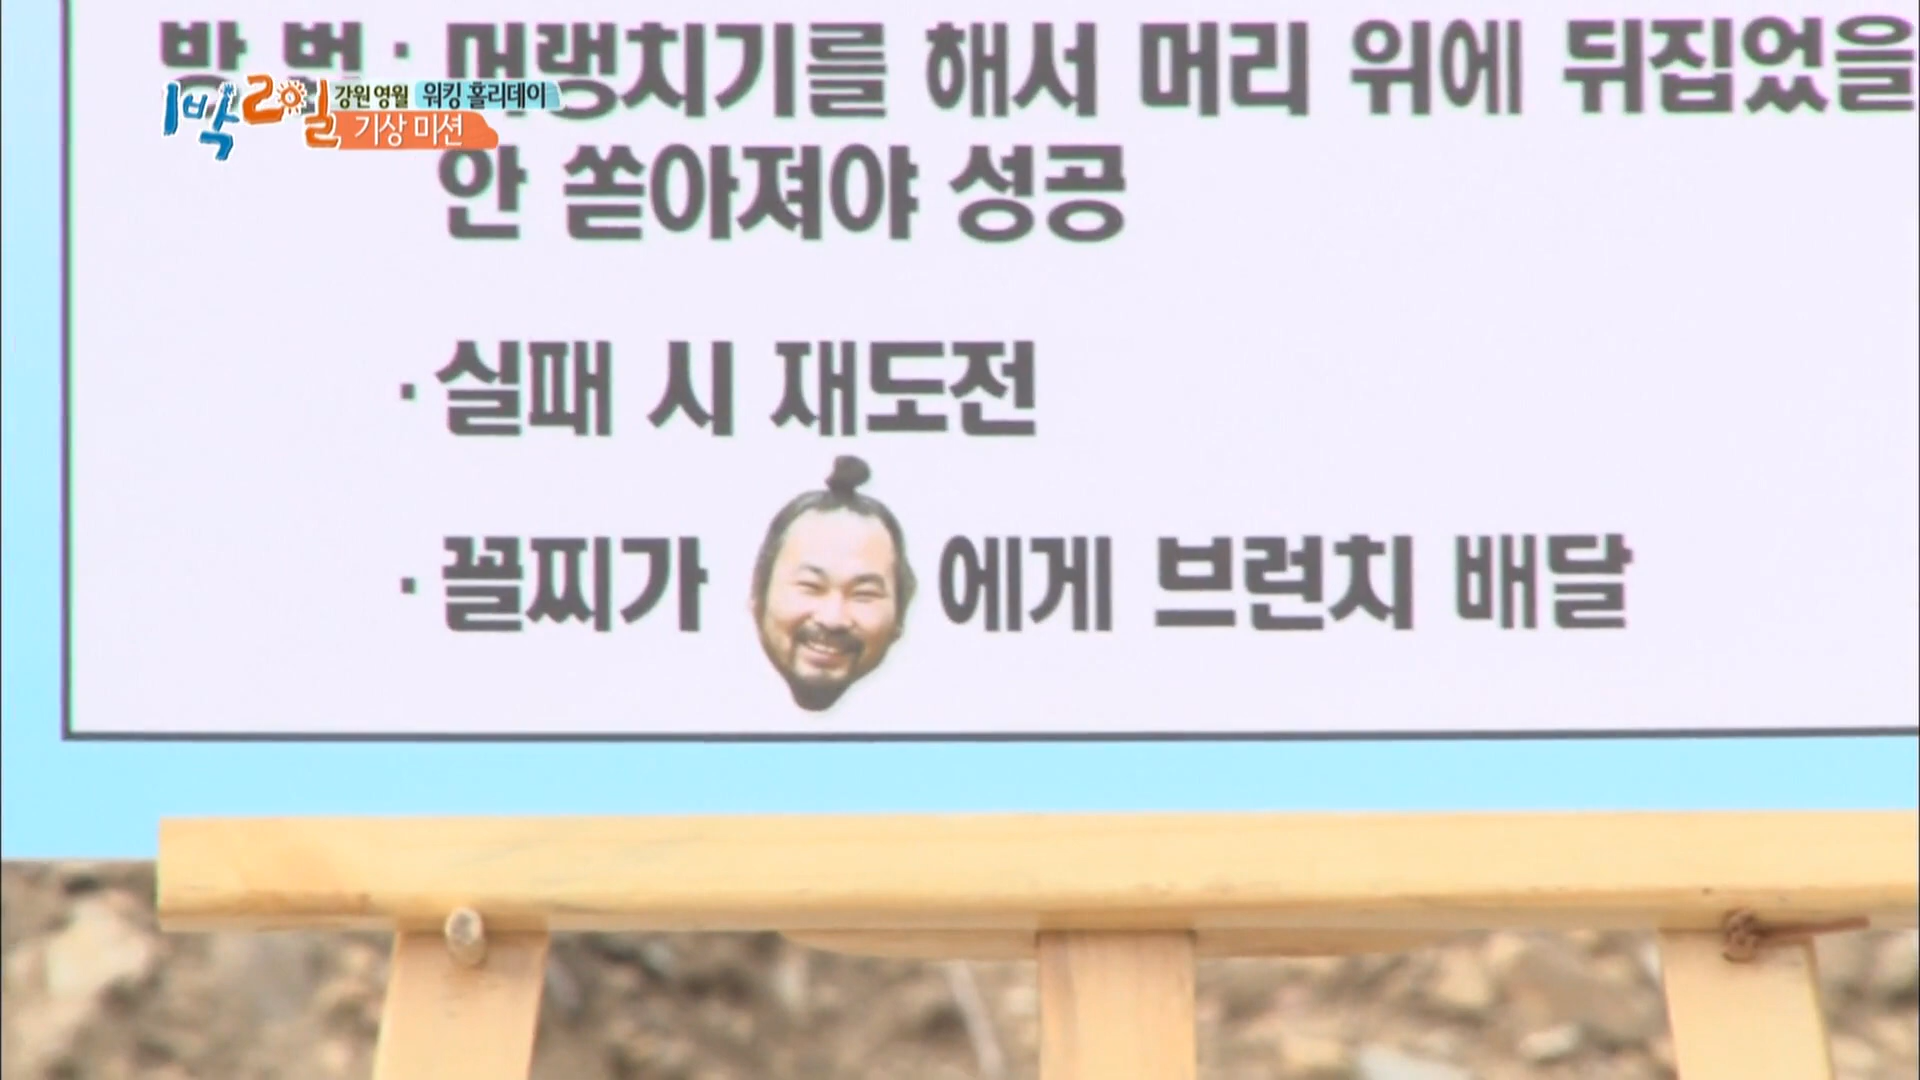 방 법 : 머랭치기를 해서 머리 위에 뒤집었을
1박2일 강원 영월 워킹 홀리데이
기상 미션
안 쏟아져야 성공
· 실패 시 재도전
· 꼴찌가 에게 브런치 배달